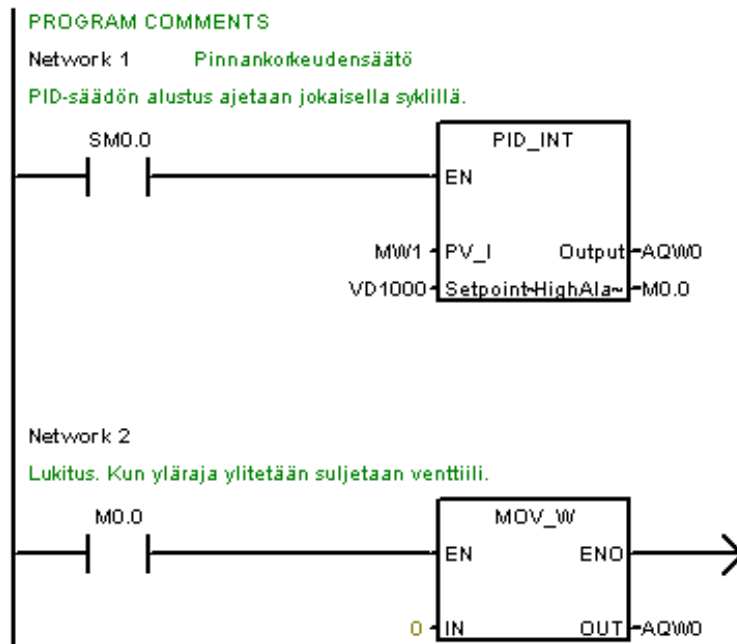 PROGRAM COMMENTS
Network 1 Pinnankorkeudensäätö
PID-säädön alustus ajetaan jokaisella syklillä.
SM0.0
PID_INT
EN
MW1 PV_I Output AQW0
VD1000 Setpoint~HighAla~ M0.0
Network 2
Lukitus. Kun yläraja ylitetään suljetaan venttiili.
M0.0
MOV_W
EN ENO
0 IN OUT AQW0